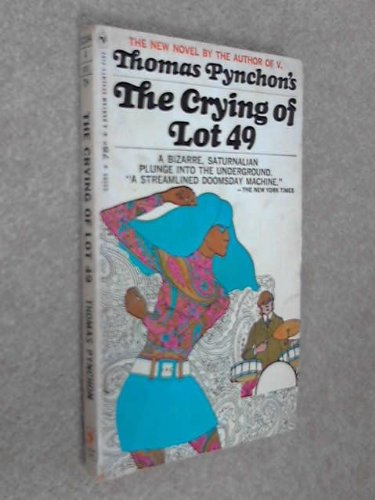 THE NEW NOVEL BY THE AUTHOR OF V.
Thomas Pynchon's
The Crying of
Lot 49
A BIZARRE, SATURNALIAN
PLUNGE INTO THE UNDERGROUND.
"A STREAMLINED DOOMSDAY MACHINE."
—THE NEW YORK TIMES
THE CRYING OF LOT 49
THOMAS PYNCHON